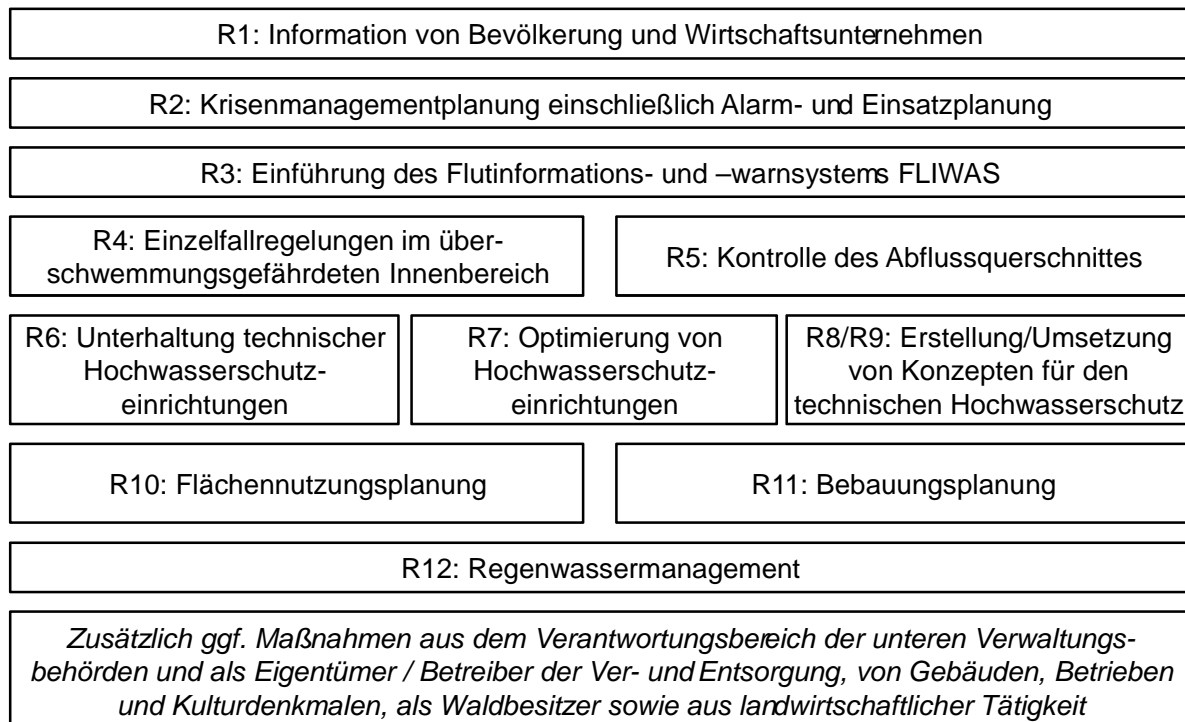 R1: Information von Bevölkerung und Wirtschaftsunternehmen
R2: Krisenmanagementplanung einschließlich Alarm- und Einsatzplanung
R3: Einführung des Flutinformations- und –warnsystems FLIWAS
R4: Einzelfallregelungen im über-
schwemmungsgefährdeten Innenbereich
R5: Kontrolle des Abflussquerschnittes
R6: Unterhaltung technischer
Hochwasserschutz-
einrichtungen
R7: Optimierung von
Hochwasserschutz-
einrichtungen
R8/R9: Erstellung/Umsetzung
von Konzepten für den
technischen Hochwasserschutz
R10: Flächennutzungsplanung
R11: Bebauungsplanung
R12: Regenwassermanagement
Zusätzlich ggf. Maßnahmen aus dem Verantwortungsbereich der unteren Verwaltungs-
behörden und als Eigentümer / Betreiber der Ver- und Entsorgung, von Gebäuden, Betrieben
und Kulturdenkmalen, als Waldbesitzer sowie aus landwirtschaftlicher Tätigkeit